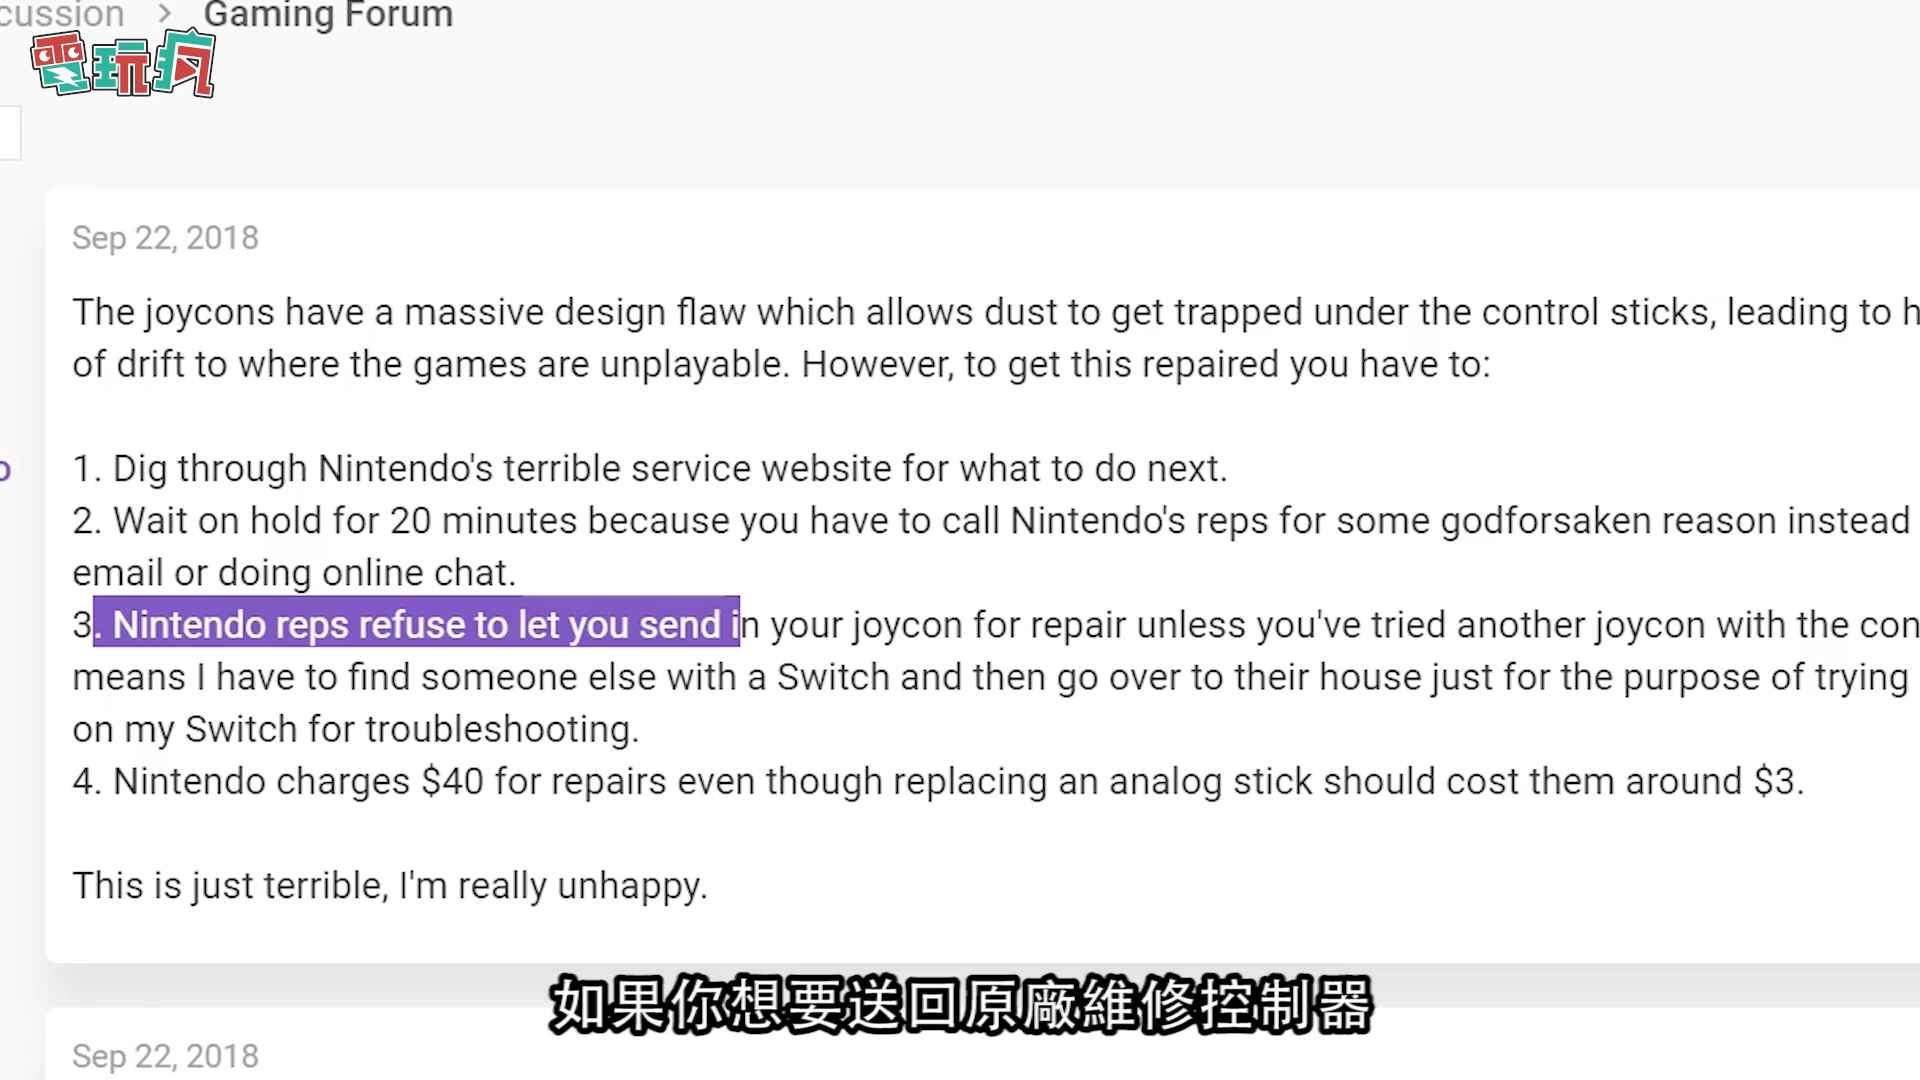 cussion > Gaming Forum
電玩瘋
Sep 22, 2018
The joycons have a massive design flaw which allows dust to get trapped under the control sticks, leading to h
of drift to where the games are unplayable. However, to get this repaired you have to:
1. Dig through Nintendo's terrible service website for what to do next.
2. Wait on hold for 20 minutes because you have to call Nintendo's reps for some godforsaken reason instead
email or doing online chat.
3. Nintendo reps refuse to let you send in your joycon for repair unless you've tried another joycon with the con
means I have to find someone else with a Switch and then go over to their house just for the purpose of trying
on my Switch for troubleshooting.
4. Nintendo charges $40 for repairs even though replacing an analog stick should cost them around $3.
This is just terrible, I'm really unhappy.
如果你想要送回原廠維修控制器
Sep 22, 2018